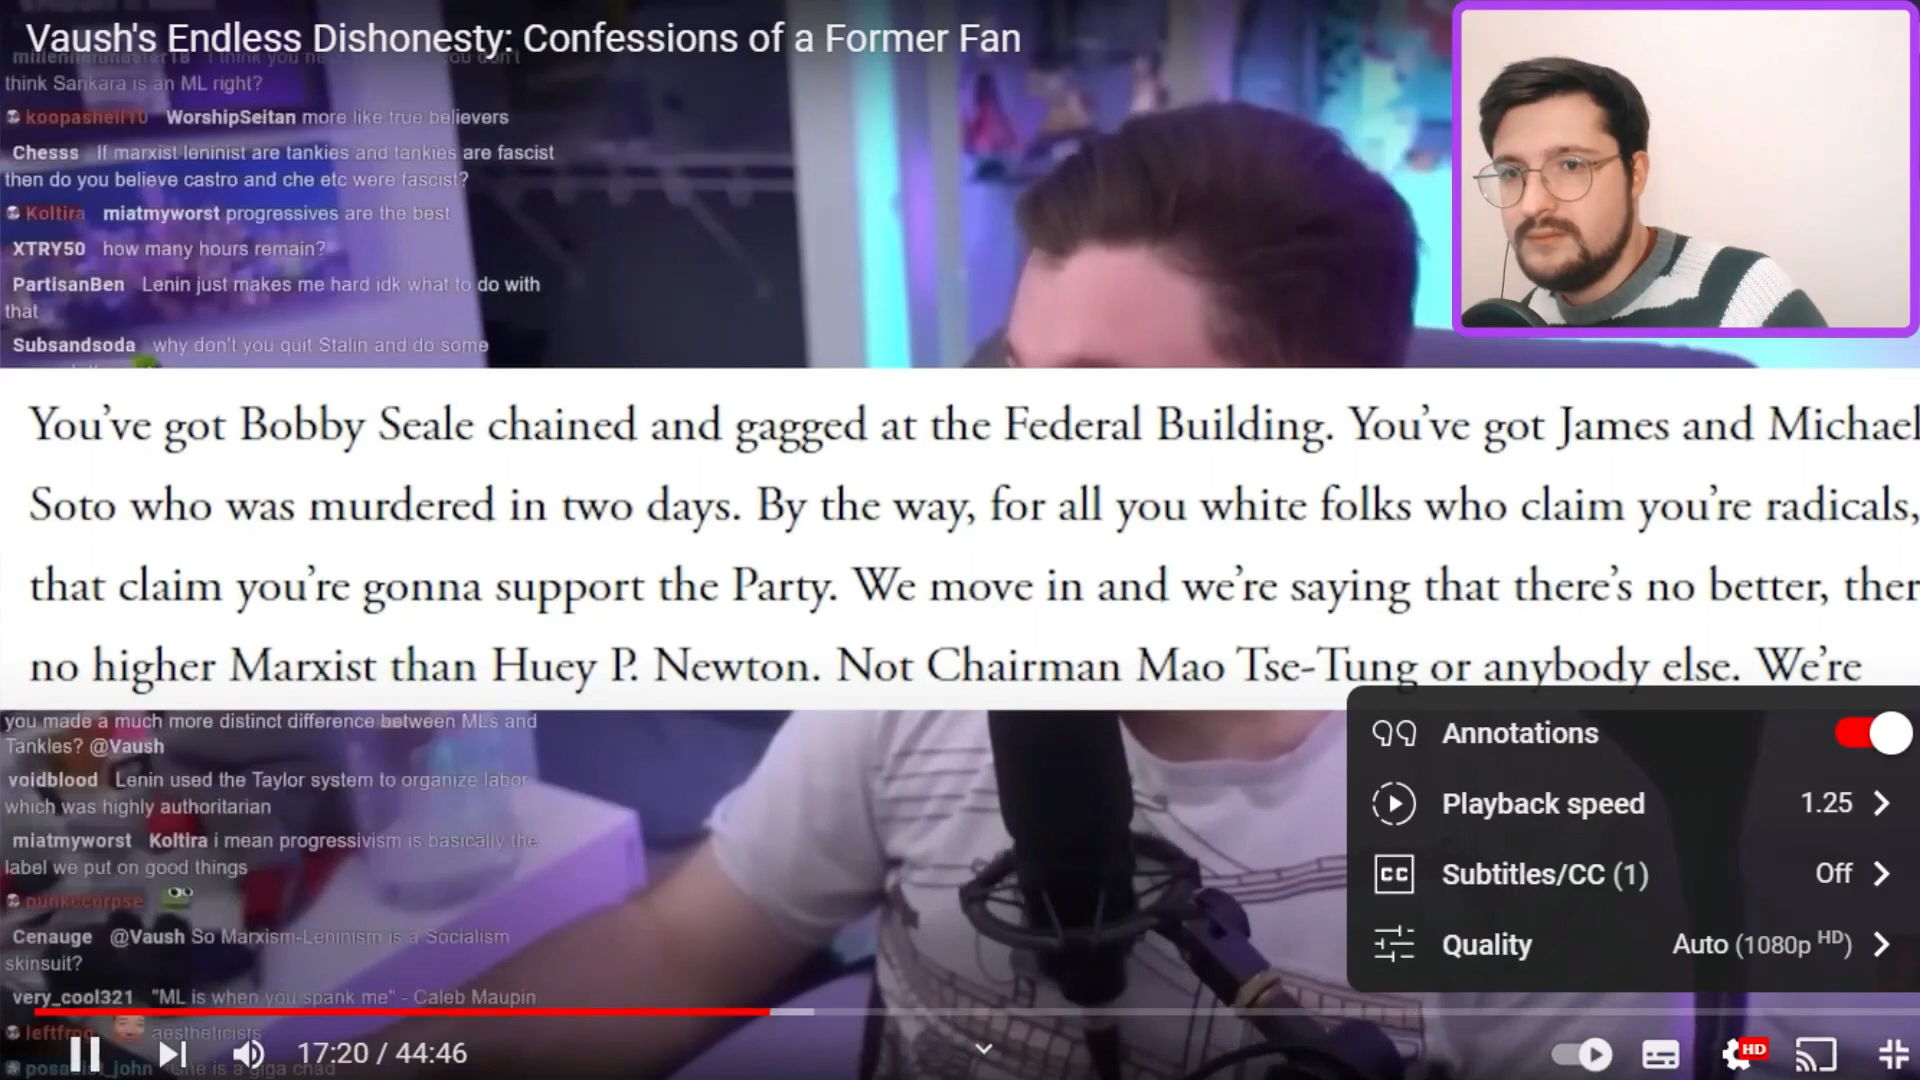 Vaush's Endless Dishonesty: Confessions of a Former Fan
think Sankara is an ML right?
koopashell10 WorshipSeitan more like true believers
Chesss If marxist leninist are tankies and tankies are fascist
then do you believe castro and che etc were fascist?
Koltira miatmyworst progressives are the best
XTRY50 how many hours remain?
PartisanBen Lenin just makes me hard idk what to do with
that
Subsandsoda why don't you quit Stalin and do some
You've got Bobby Seale chained and gagged at the Federal Building. You've got James and Michael
Soto who was murdered in two days. By the way, for all you white folks who claim you're radicals,
that claim you're gonna support the Party. We move in and we're saying that there's no better, ther
no higher Marxist than Huey P. Newton. Not Chairman Mao Tse-Tung or anybody else. We're
you made a much more distinct difference between MLs and
Tankies? @Vaush
voidblood Lenin used the Taylor system to organize labor
which was highly authoritarian
miatmyworst Koltira i mean progressivism is basically the
label we put on good things
punkccorpse
Cenauge @Vaush So Marxism-Leninism is a Socialism
skinsuit?
very_cool321 "ML is when you spank me" - Caleb Maupin
leftfrog aestheticists
posadist_john She is a giga chad
Annotations
Playback speed 1.25
CC Subtitles/CC (1) Off
Quality Auto (1080p HD)
17:20 / 44:46
HD